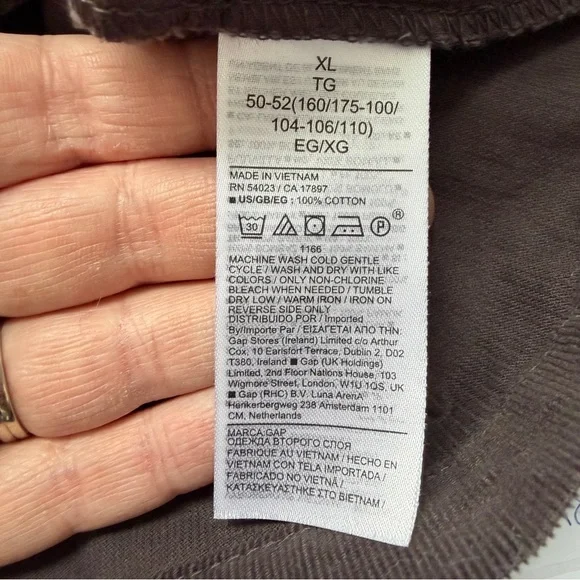 XL
TG
50-52(160/175-100/
104-106/110)
EG/XG
MADE IN VIETNAM
RN 54023 / CA 17897
■ US/GB/EG : 100% COTTON
30 P ®
1166
MACHINE WASH COLD GENTLE
CYCLE / WASH AND DRY WITH LIKE
COLORS / ONLY NON-CHLORINE
BLEACH WHEN NEEDED / TUMBLE
DRY LOW / WARM IRON / IRON ON
REVERSE SIDE ONLY
DISTRIBUIDO POR / Imported
By/Importe Par / ΕΙΣΑΓΕΤΑΙ ΑΠΟ ΤΗΝ:
Gap Stores (Ireland) Limited c/o Arthur
Cox, 10 Earlsfort Terrace, Dublin 2, D02
T380, Ireland ■ Gap (UK Holdings)
Limited, 2nd Floor Nations House, 103
Wigmore Street, London, W1U 1QS, UK
■ Gap (RHC) B.V. Luna ArenA
Herikerbergweg 238 Amsterdam 1101
CM, Netherlands
MARCA:GAP
ОДЕЖДА ВТОРОГО СЛОЯ
FABRIQUE AU VIETNAM / HECHO EN
VIETNAM CON TELA IMPORTADA /
FABRICADO NO VIETNÃ /
ΚΑΤΑΣΚΕΥΑΣΤΗΚΕ ΣΤΟ ΒΙΕΤΝΑΜ